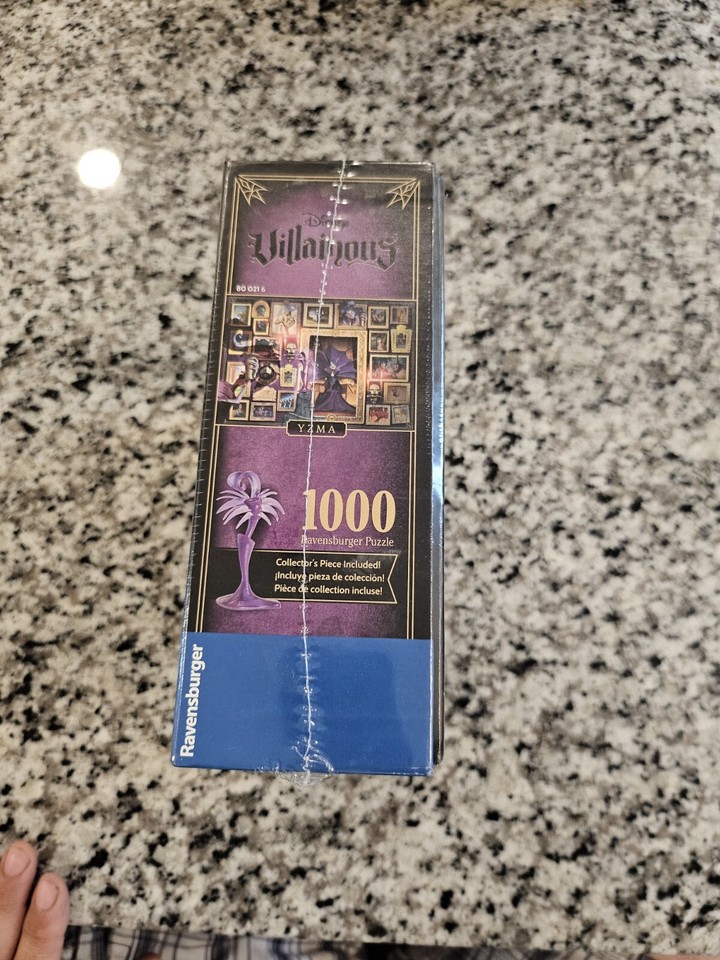 Disney
Villainous
80 021 6
YZMA
1000
Ravensburger Puzzle
Collector's Piece Included!
¡Incluye pieza de colección!
Pièce de collection incluse!
Ravensburger